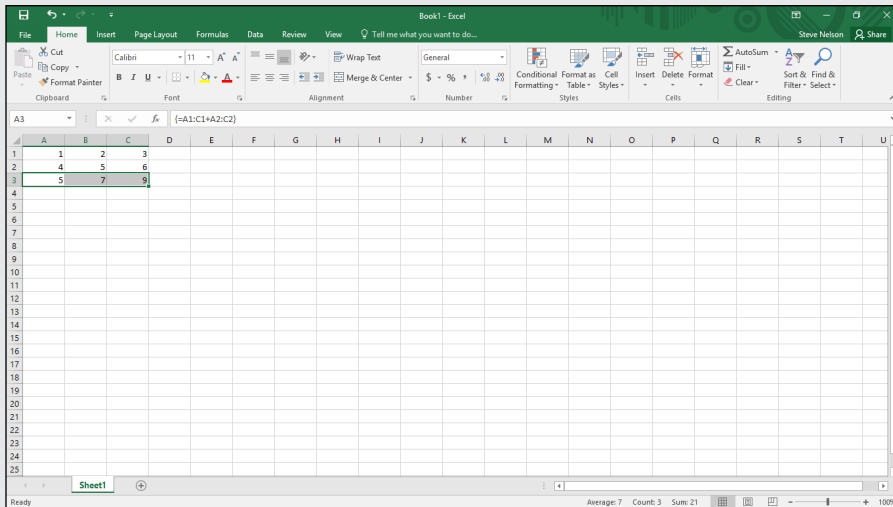 Book1 - Excel
File Home Insert Page Layout Formulas Data Review View Tell me what you want to do... Steve Nelson Share
Paste Cut Copy Format Painter Clipboard
Calibri 11 A A B I U A Font
Wrap Text Merge & Center Alignment
General $ % , .0 .00 .00 .0 Number
Conditional Formatting Format as Table Cell Styles Styles
Insert Delete Format Cells
AutoSum Fill Clear Sort & Filter Find & Select Editing
A3 fx {=A1:C1+A2:C2}
A B C D E F G H I J K L M N O P Q R S T U
1 1 2 3
2 4 5 6
3 5 7 9
4
5
6
7
8
9
10
11
12
13
14
15
16
17
18
19
20
21
22
23
24
25
Sheet1
Ready Average: 7 Count: 3 Sum: 21 - + 100%